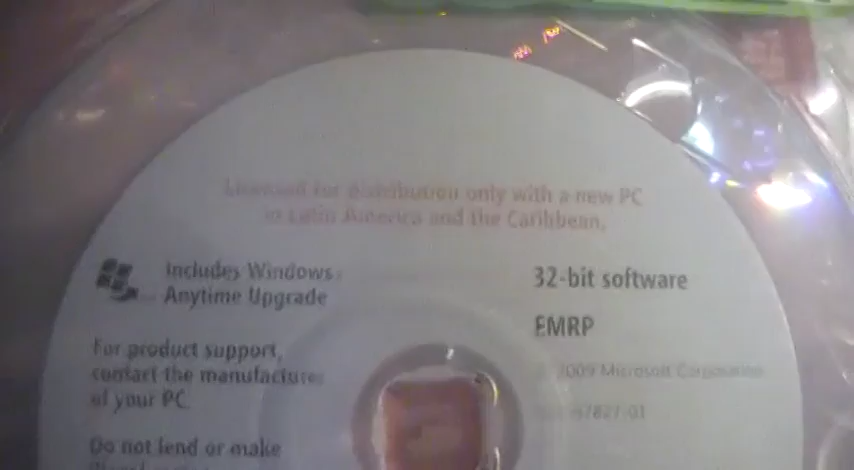 Licensed for distribution only with a new PC
in Latin America and the Caribbean.
Includes Windows
Anytime Upgrade
32-bit software
EMRP
For product support,
contact the manufacturer
of your PC.
© 2009 Microsoft Corporation
Do not lend or make